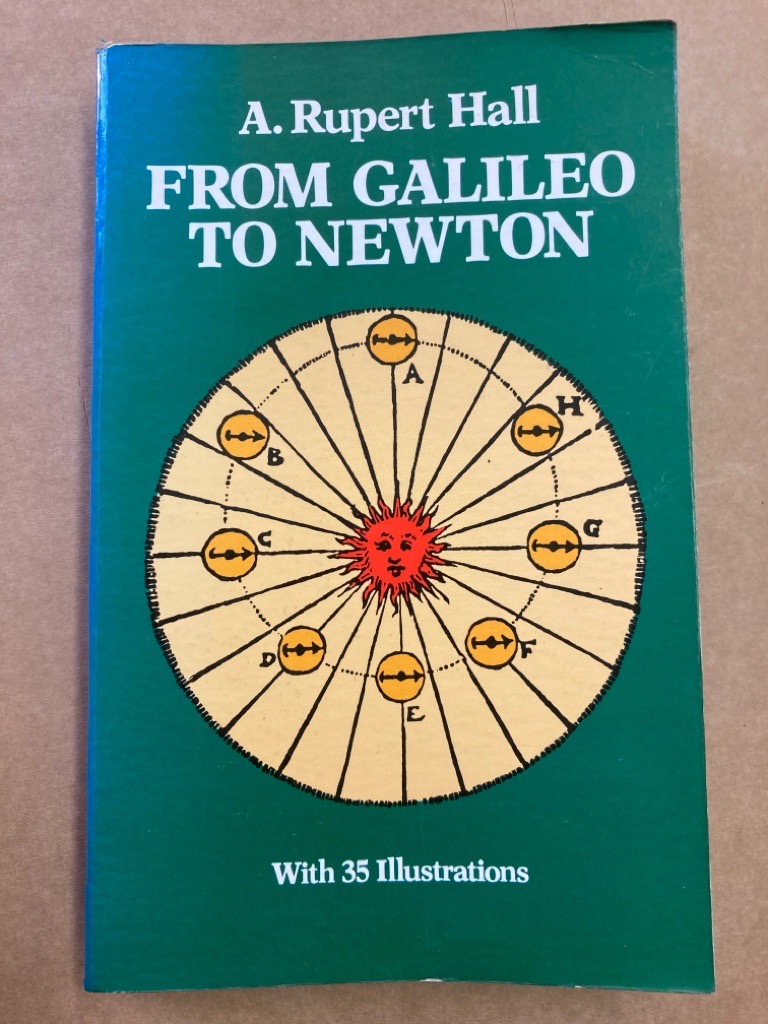 A. Rupert Hall
FROM GALILEO
TO NEWTON
A
H
B
G
C
D
F
E
With 35 Illustrations